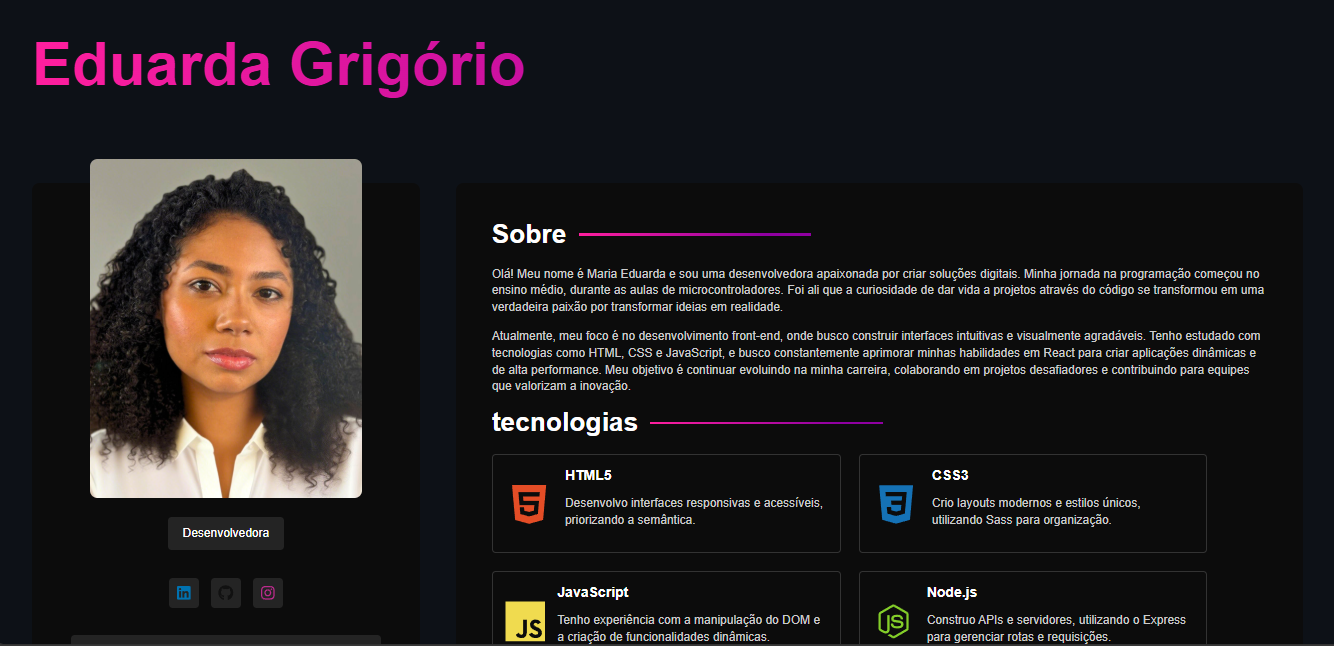 Eduarda Grigório
Desenvolvedora
Sobre
Olá! Meu nome é Maria Eduarda e sou uma desenvolvedora apaixonada por criar soluções digitais. Minha jornada na programação começou no
ensino médio, durante as aulas de microcontroladores. Foi ali que a curiosidade de dar vida a projetos através do código se transformou em uma
verdadeira paixão por transformar ideias em realidade.
Atualmente, meu foco é no desenvolvimento front-end, onde busco construir interfaces intuitivas e visualmente agradáveis. Tenho estudado com
tecnologias como HTML, CSS e JavaScript, e busco constantemente aprimorar minhas habilidades em React para criar aplicações dinâmicas e
de alta performance. Meu objetivo é continuar evoluindo na minha carreira, colaborando em projetos desafiadores e contribuindo para equipes
que valorizam a inovação.
tecnologias
HTML5
Desenvolvo interfaces responsivas e acessíveis,
priorizando a semântica.
CSS3
Crio layouts modernos e estilos únicos,
utilizando Sass para organização.
JS
JavaScript
Tenho experiência com a manipulação do DOM e
a criação de funcionalidades dinâmicas.
JS
Node.js
Construo APIs e servidores, utilizando o Express
para gerenciar rotas e requisições.